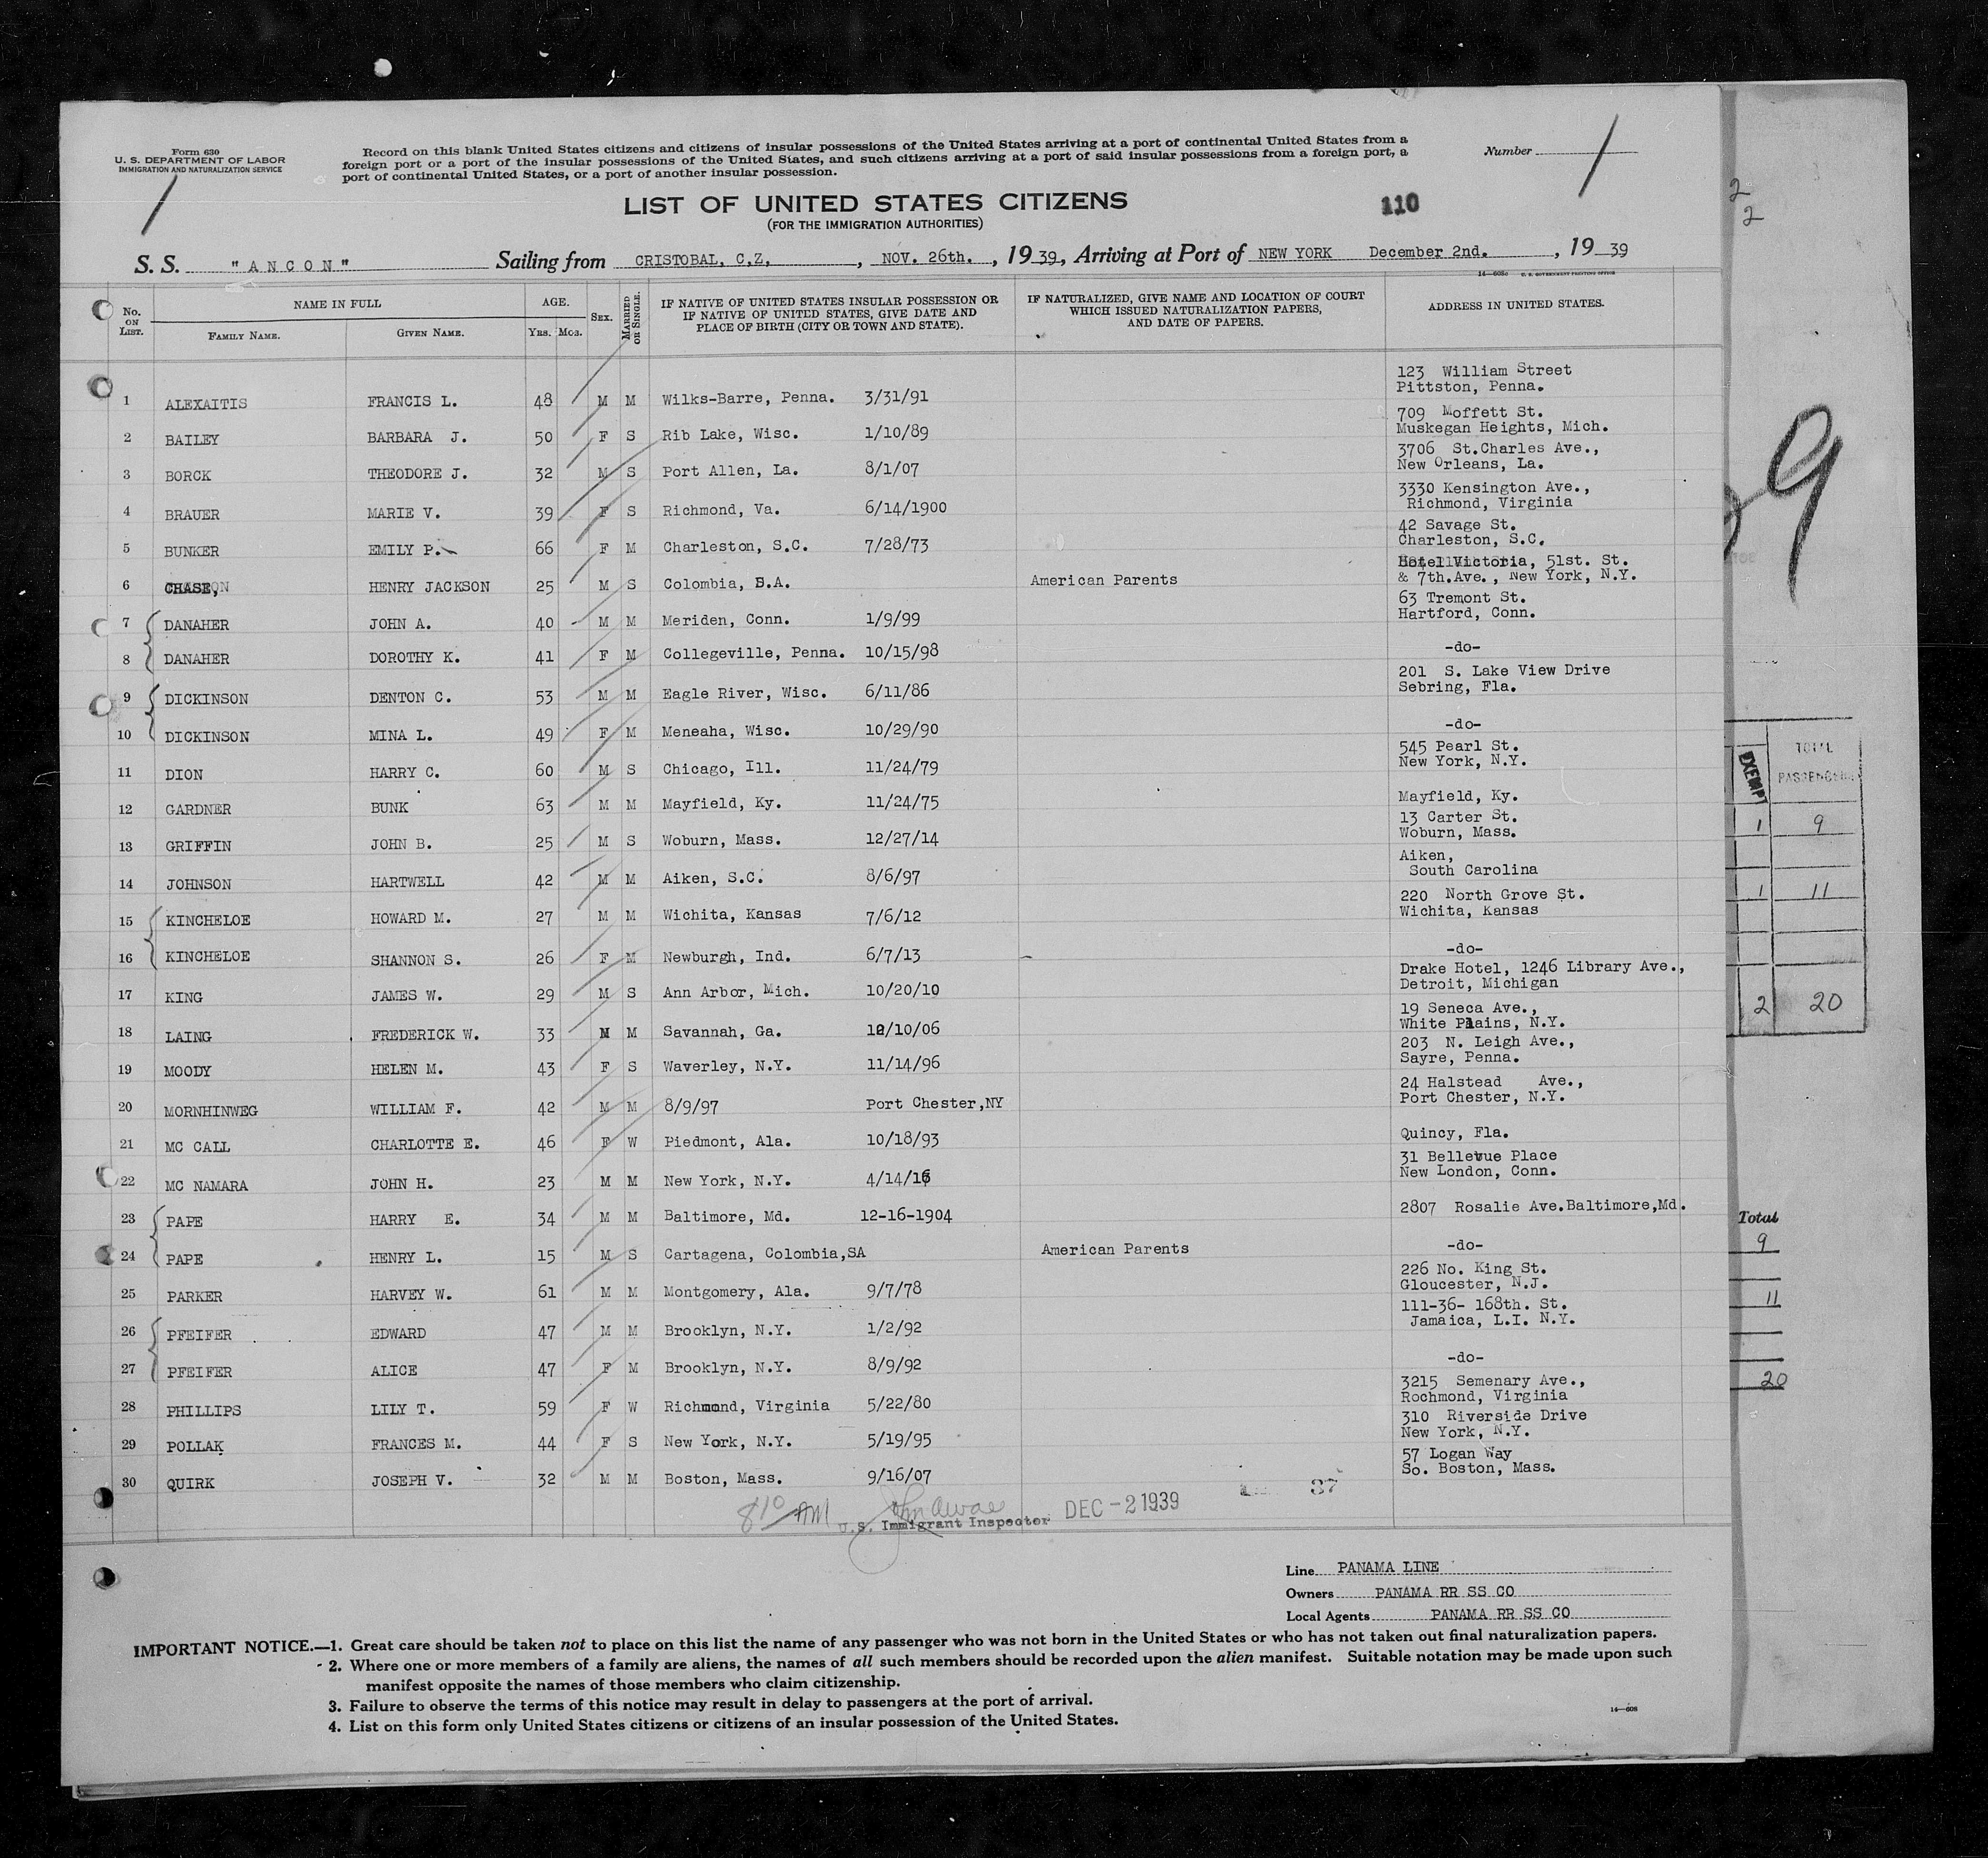 Form 630
U. S. DEPARTMENT OF LABOR
IMMIGRATION AND NATURALIZATION SERVICE
Record on this blank United States citizens and citizens of insular possessions of the United States arriving at a port of continental United States from a
foreign port or a port of the insular possessions of the United States, and such citizens arriving at a port of said insular possessions from a foreign port, a
port of continental United States, or a port of another insular possession.
Number
1
1
LIST OF UNITED STATES CITIZENS
(FOR THE IMMIGRATION AUTHORITIES)
110
S. S. "ANCON" Sailing from CRISTOBAL, C.Z, , NOV. 26th. , 19 39, Arriving at Port of NEW YORK December 2nd. , 19 39
No. ON LIST. NAME IN FULL FAMILY NAME. GIVEN NAME. AGE. YRS. MOS. SEX. MARRIED OR SINGLE. IF NATIVE OF UNITED STATES INSULAR POSSESSION OR IF NATIVE OF UNITED STATES, GIVE DATE AND PLACE OF BIRTH (CITY OR TOWN AND STATE). IF NATURALIZED, GIVE NAME AND LOCATION OF COURT WHICH ISSUED NATURALIZATION PAPERS, AND DATE OF PAPERS. ADDRESS IN UNITED STATES.
1 ALEXAITIS FRANCIS L. 48 M M Wilks-Barre, Penna. 3/31/91 123 William Street Pittston, Penna.
2 BAILEY BARBARA J. 50 F S Rib Lake, Wisc. 1/10/89 709 Moffett St. Muskegan Heights, Mich.
3 BORCK THEODORE J. 32 M S Port Allen, La. 8/1/07 3706 St.Charles Ave., New Orleans, La.
4 BRAUER MARIE V. 39 F S Richmond, Va. 6/14/1900 3330 Kensington Ave., Richmond, Virginia
5 BUNKER EMILY P. 66 F M Charleston, S.C. 7/28/73 42 Savage St. Charleston, S.C.
6 CHASE, HENRY JACKSON 25 M S Colombia, S.A. American Parents Hotel Victoria, 51st. St. & 7th.Ave., New York, N.Y.
7 DANAHER JOHN A. 40 M M Meriden, Conn. 1/9/99 63 Tremont St. Hartford, Conn.
8 DANAHER DOROTHY K. 41 F M Collegeville, Penna. 10/15/98 -do-
9 DICKINSON DENTON C. 53 M M Eagle River, Wisc. 6/11/86 201 S. Lake View Drive Sebring, Fla.
10 DICKINSON MINA L. 49 F M Meneaha, Wisc. 10/29/90 -do-
11 DION HARRY C. 60 M S Chicago, Ill. 11/24/79 545 Pearl St. New York, N.Y.
12 GARDNER BUNK 63 M M Mayfield, Ky. 11/24/75 Mayfield, Ky.
13 GRIFFIN JOHN B. 25 M S Woburn, Mass. 12/27/14 13 Carter St. Woburn, Mass.
14 JOHNSON HARTWELL 42 M M Aiken, S.C. 8/6/97 Aiken, South Carolina
15 KINCHELOE HOWARD M. 27 M M Wichita, Kansas 7/6/12 220 North Grove St. Wichita, Kansas
16 KINCHELOE SHANNON S. 26 F M Newburgh, Ind. 6/7/13 -do-
17 KING JAMES W. 29 M S Ann Arbor, Mich. 10/20/10 Drake Hotel, 1246 Library Ave., Detroit, Michigan
18 LAING FREDERICK W. 33 M M Savannah, Ga. /10/06 19 Seneca Ave., White Plains, N.Y.
19 MOODY HELEN M. 43 F S Waverley, N.Y. 11/14/96 203 N. Leigh Ave., Sayre, Penna.
20 MORNHINWEG WILLIAM F. 42 M M 8/9/97 Port Chester,NY 24 Halstead Ave., Port Chester, N.Y.
21 MC CALL CHARLOTTE E. 46 F W Piedmont, Ala. 10/18/93 Quincy, Fla.
22 MC NAMARA JOHN H. 23 M M New York, N.Y. 4/14/16 31 Bellevue Place New London, Conn.
23 PAPE HARRY E. 34 M M Baltimore, Md. 12-16-1904 2807 Rosalie Ave.Baltimore,Md.
24 PAPE HENRY L. 15 M S Cartagena, Colombia,SA American Parents -do-
25 PARKER HARVEY W. 61 M M Montgomery, Ala. 9/7/78 226 No. King St. Gloucester, N.J.
26 PFEIFER EDWARD 47 M M Brooklyn, N.Y. 1/2/92 111-36- 168th. St. Jamaica, L.I. N.Y.
27 PFEIFER ALICE 47 F M Brooklyn, N.Y. 8/9/92 -do-
28 PHILLIPS LILY T. 59 F W Richmond, Virginia 5/22/80 3215 Semenary Ave., Rochmond, Virginia
29 POLLAK FRANCES M. 44 F S New York, N.Y. 5/19/95 310 Riverside Drive New York, N.Y.
30 QUIRK JOSEPH V. 32 M M Boston, Mass. 9/16/07 57 Logan Way So. Boston, Mass.
8 10 AM U.S. Immigrant Inspector DEC - 2 1939 37
Line PANAMA LINE
Owners PANAMA RR SS CO
Local Agents PANAMA RR SS CO
IMPORTANT NOTICE.—1. Great care should be taken not to place on this list the name of any passenger who was not born in the United States or who has not taken out final naturalization papers.
2. Where one or more members of a family are aliens, the names of all such members should be recorded upon the alien manifest. Suitable notation may be made upon such
manifest opposite the names of those members who claim citizenship.
3. Failure to observe the terms of this notice may result in delay to passengers at the port of arrival.
4. List on this form only United States citizens or citizens of an insular possession of the United States.
14—608
2
2
9
EXEMPT TOTAL PASSENGERS
1 9
1 11
2 20
Total
9
11
20